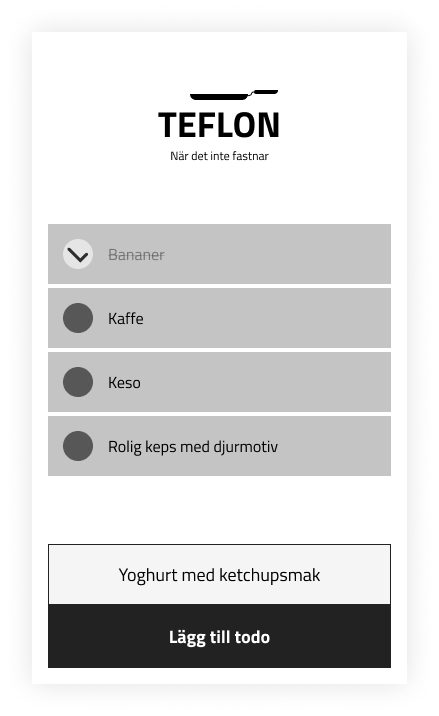 TEFLON
När det inte fastnar
Bananer
Kaffe
Keso
Rolig keps med djurmotiv
Yoghurt med ketchupsmak
Lägg till todo